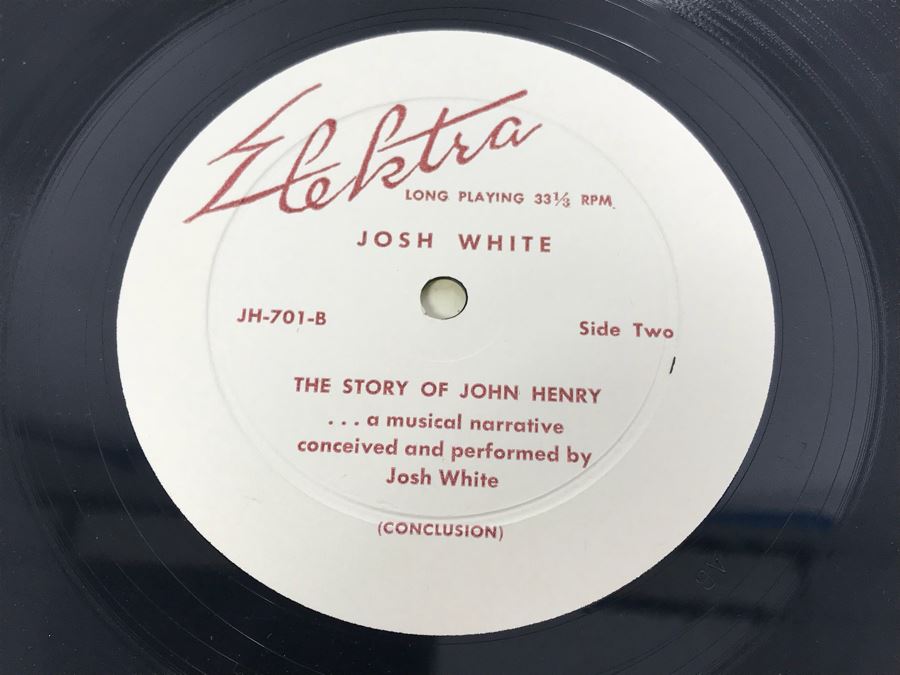 Elektra
LONG PLAYING 33⅓ RPM.
JOSH WHITE
JH-701-B
Side Two
THE STORY OF JOHN HENRY
...a musical narrative
conceived and performed by
Josh White
(CONCLUSION)